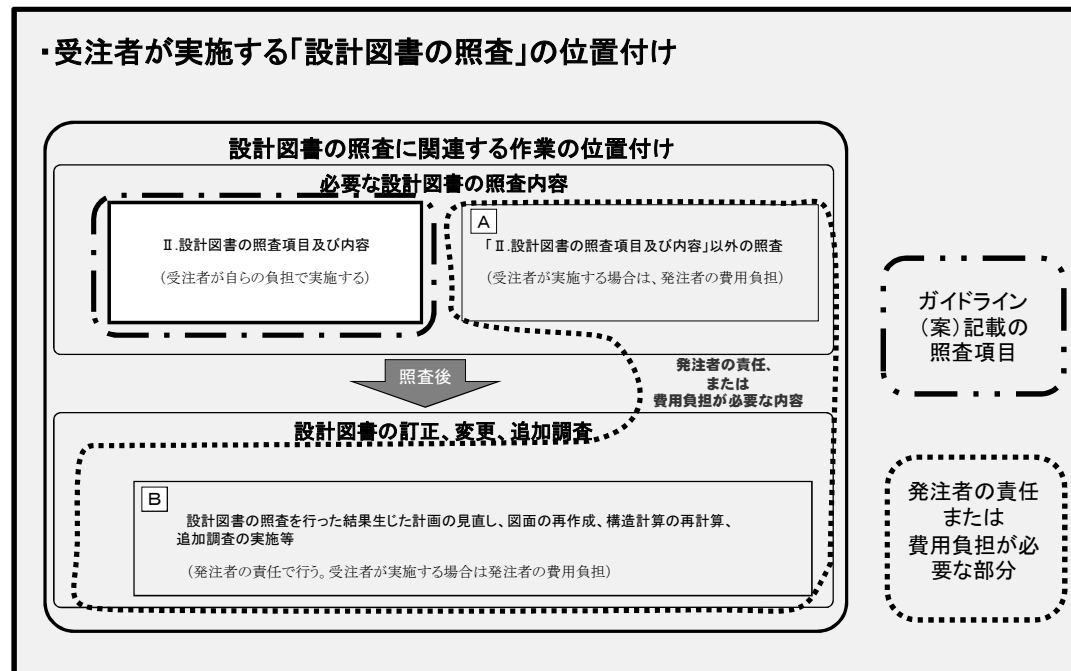 ・受注者が実施する「設計図書の照査」の位置付け
設計図書の照査に関連する作業の位置付け
必要な設計図書の照査内容
Ⅱ.設計図書の照査項目及び内容
(受注者が自らの負担で実施する)
A
「Ⅱ.設計図書の照査項目及び内容」以外の照査
(受注者が実施する場合は、発注者の費用負担)
照査後
発注者の責任、
または
費用負担が必要な内容
設計図書の訂正、変更、追加調査
B
設計図書の照査を行った結果生じた計画の見直し、図面の再作成、構造計算の再計算、
追加調査の実施等
(発注者の責任で行う。受注者が実施する場合は発注者の費用負担)
ガイドライン
(案)記載の
照査項目
発注者の責任
または
費用負担が必
要な部分